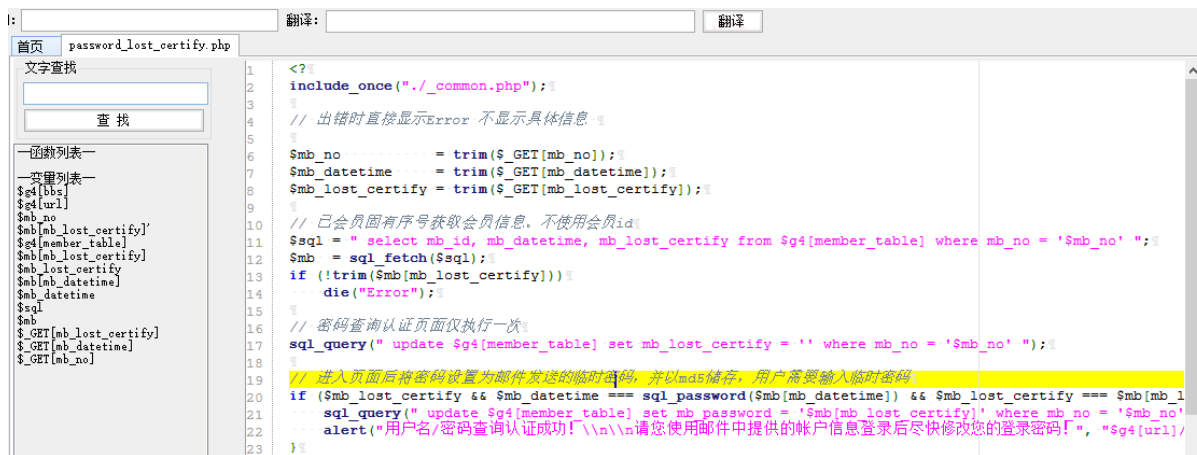 翻译:
翻译
首页
password_lost_certify.php
文字查找
查 找
—函数列表—
—变量列表—
$g4[bbs]
$g4[url]
$mb_no
$mb[mb_lost_certify]'
$g4[member_table]
$mb[mb_lost_certify]
$mb_lost_certify
$mb[mb_datetime]
$mb_datetime
$sql
$mb
$_GET[mb_lost_certify]
$_GET[mb_datetime]
$_GET[mb_no]
1 <?
2 include_once("./_common.php");
3
4 // 出错时直接显示Error 不显示具体信息
5
6 $mb_no = trim($_GET[mb_no]);
7 $mb_datetime = trim($_GET[mb_datetime]);
8 $mb_lost_certify = trim($_GET[mb_lost_certify]);
9
10 // 已会员固有序号获取会员信息。不使用会员id
11 $sql = " select mb_id, mb_datetime, mb_lost_certify from $g4[member_table] where mb_no = '$mb_no' ";
12 $mb = sql_fetch($sql);
13 if (!trim($mb[mb_lost_certify]))
14 die("Error");
15
16 // 密码查询认证页面仅执行一次
17 sql_query(" update $g4[member_table] set mb_lost_certify = '' where mb_no = '$mb_no' ");
18
19 // 进入页面后将密码设置为邮件发送的临时密码，并以md5储存，用户需要输入临时密码
20 if ($mb_lost_certify && $mb_datetime === sql_password($mb[mb_datetime]) && $mb_lost_certify === $mb[mb_l
21 sql_query(" update $g4[member_table] set mb_password = '$mb[mb_lost_certify]' where mb_no = '$mb_no'
22 alert("用户名/密码查询认证成功！\\n\\n请您使用邮件中提供的帐户信息登录后尽快修改您的登录密码！", "$g4[url]/
23 }